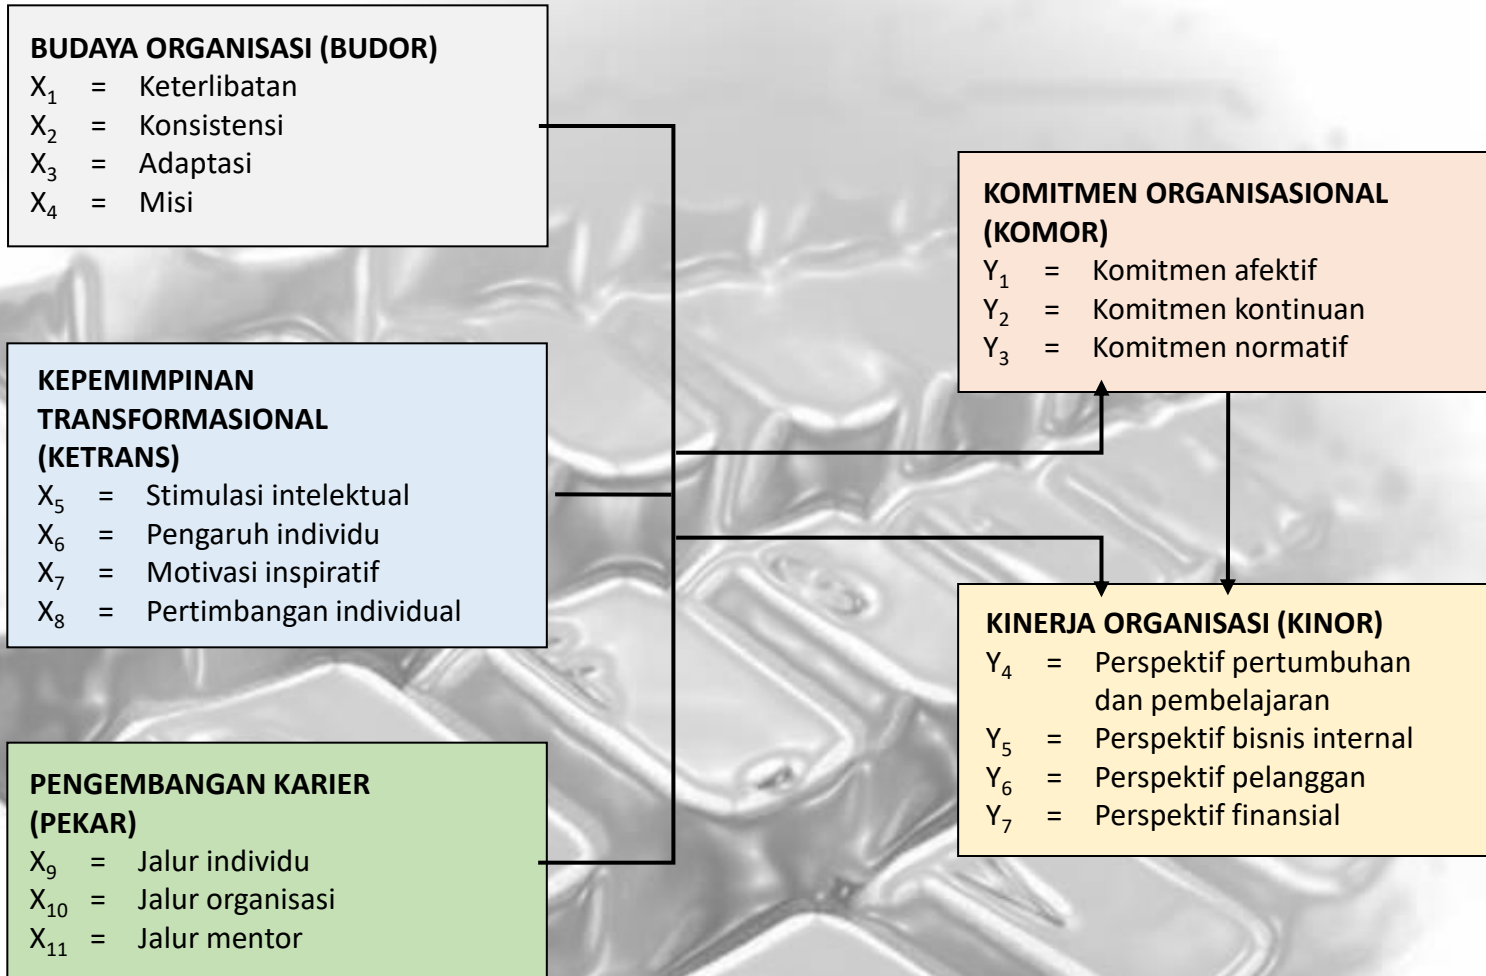 BUDAYA ORGANISASI (BUDOR)
X₁ = Keterlibatan
X₂ = Konsistensi
X₃ = Adaptasi
X₄ = Misi
KEPEMIMPINAN
TRANSFORMASIONAL
(KETRANS)
X₅ = Stimulasi intelektual
X₆ = Pengaruh individu
X₇ = Motivasi inspiratif
X₈ = Pertimbangan individual
PENGEMBANGAN KARIER
(PEKAR)
X₉ = Jalur individu
X₁₀ = Jalur organisasi
X₁₁ = Jalur mentor
KOMITMEN ORGANISASIONAL
(KOMOR)
Y₁ = Komitmen afektif
Y₂ = Komitmen kontinuan
Y₃ = Komitmen normatif
KINERJA ORGANISASI (KINOR)
Y₄ = Perspektif pertumbuhan
dan pembelajaran
Y₅ = Perspektif bisnis internal
Y₆ = Perspektif pelanggan
Y₇ = Perspektif finansial